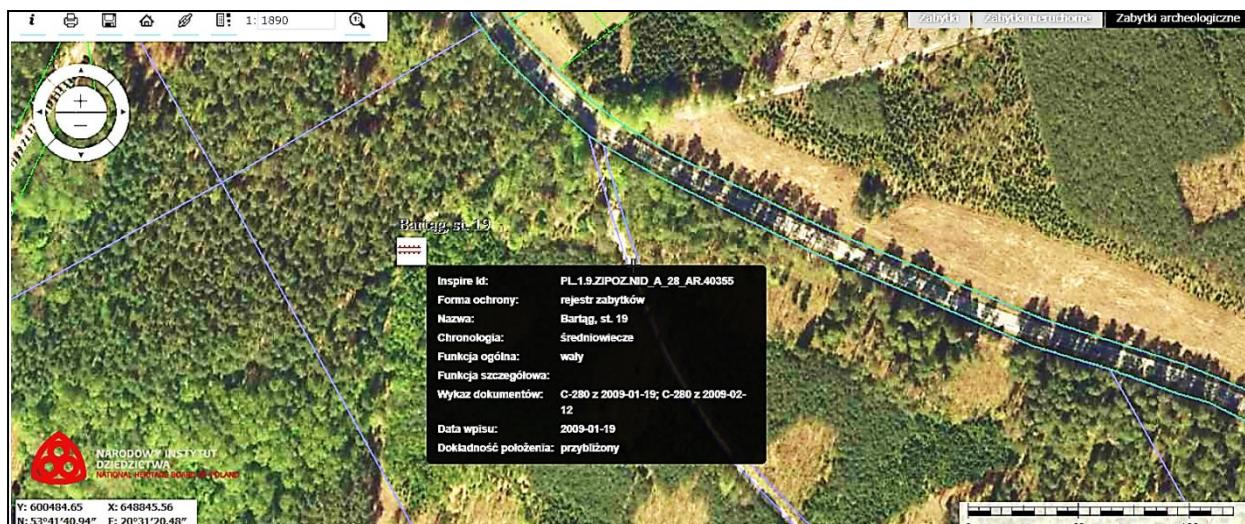 i 1: 1890
Zabytki Zabytki nieruchome Zabytki archeologiczne
Bartąg, st. 19
Inspire Id: PL.1.9.ZIPOZ.NID_A_28_AR.40355
Forma ochrony: rejestr zabytków
Nazwa: Bartąg, st. 19
Chronologia: średniowiecze
Funkcja ogólna: wały
Funkcja szczegółowa:
Wykaz dokumentów: C-280 z 2009-01-19; C-280 z 2009-02-
12
Data wpisu: 2009-01-19
Dokładność położenia: przybliżony
NARODOWY INSTYTUT
DZIEDZICTWA
NATIONAL HERITAGE BOARD OF POLAND
Y: 600484.65 X: 648845.56
N: 53°41'40.94" E: 20°31'20.48"